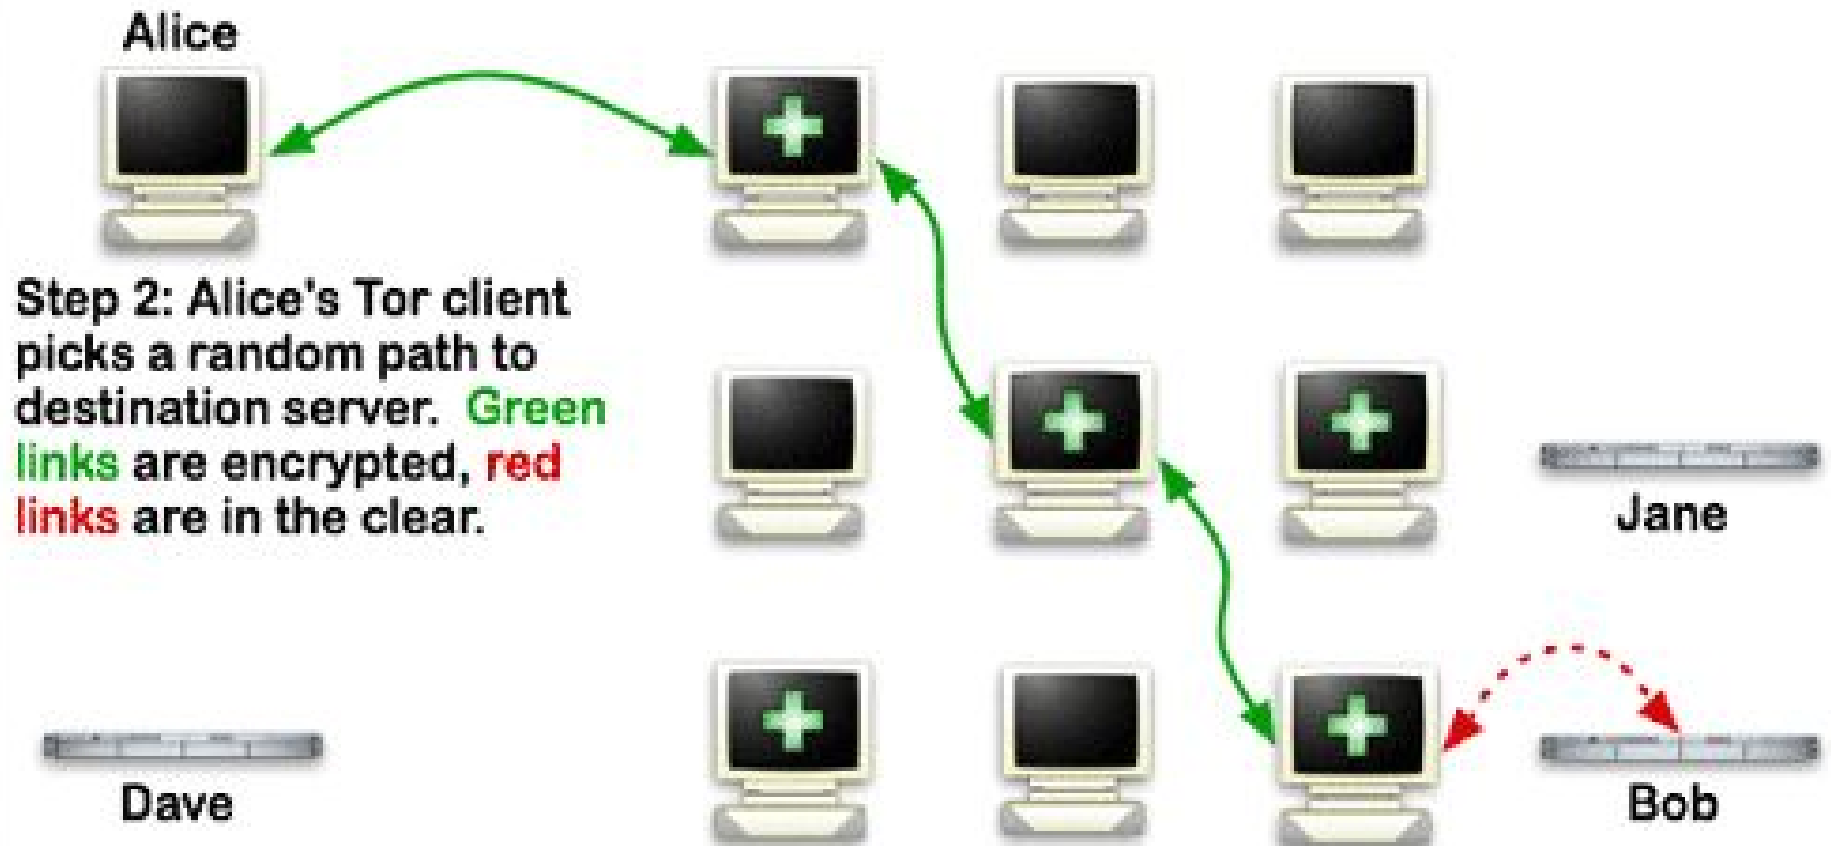 Alice
Step 2: Alice's Tor client
picks a random path to
destination server. Green
links are encrypted, red
links are in the clear.
Jane
Dave
Bob